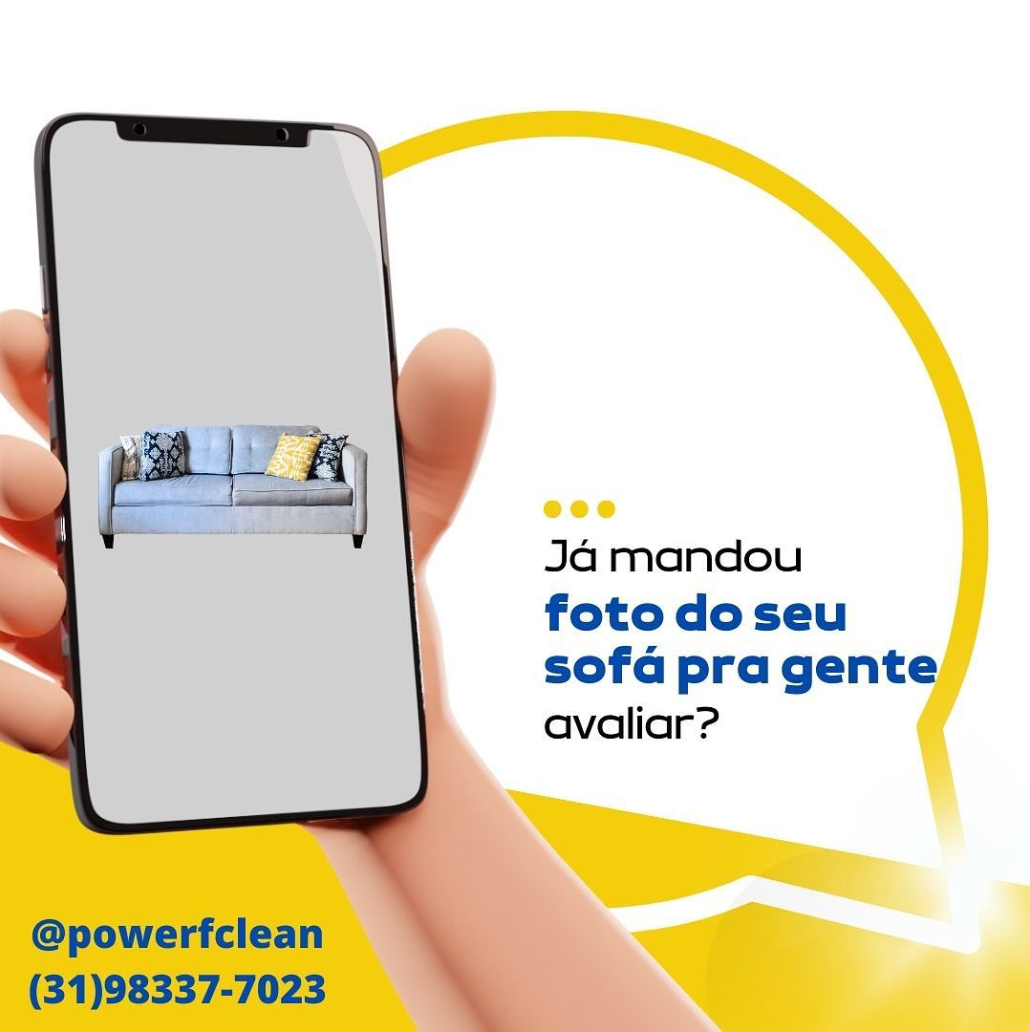 Já mandou
foto do seu
sofá pra gente
avaliar?
@powerfclean
(31)98337-7023